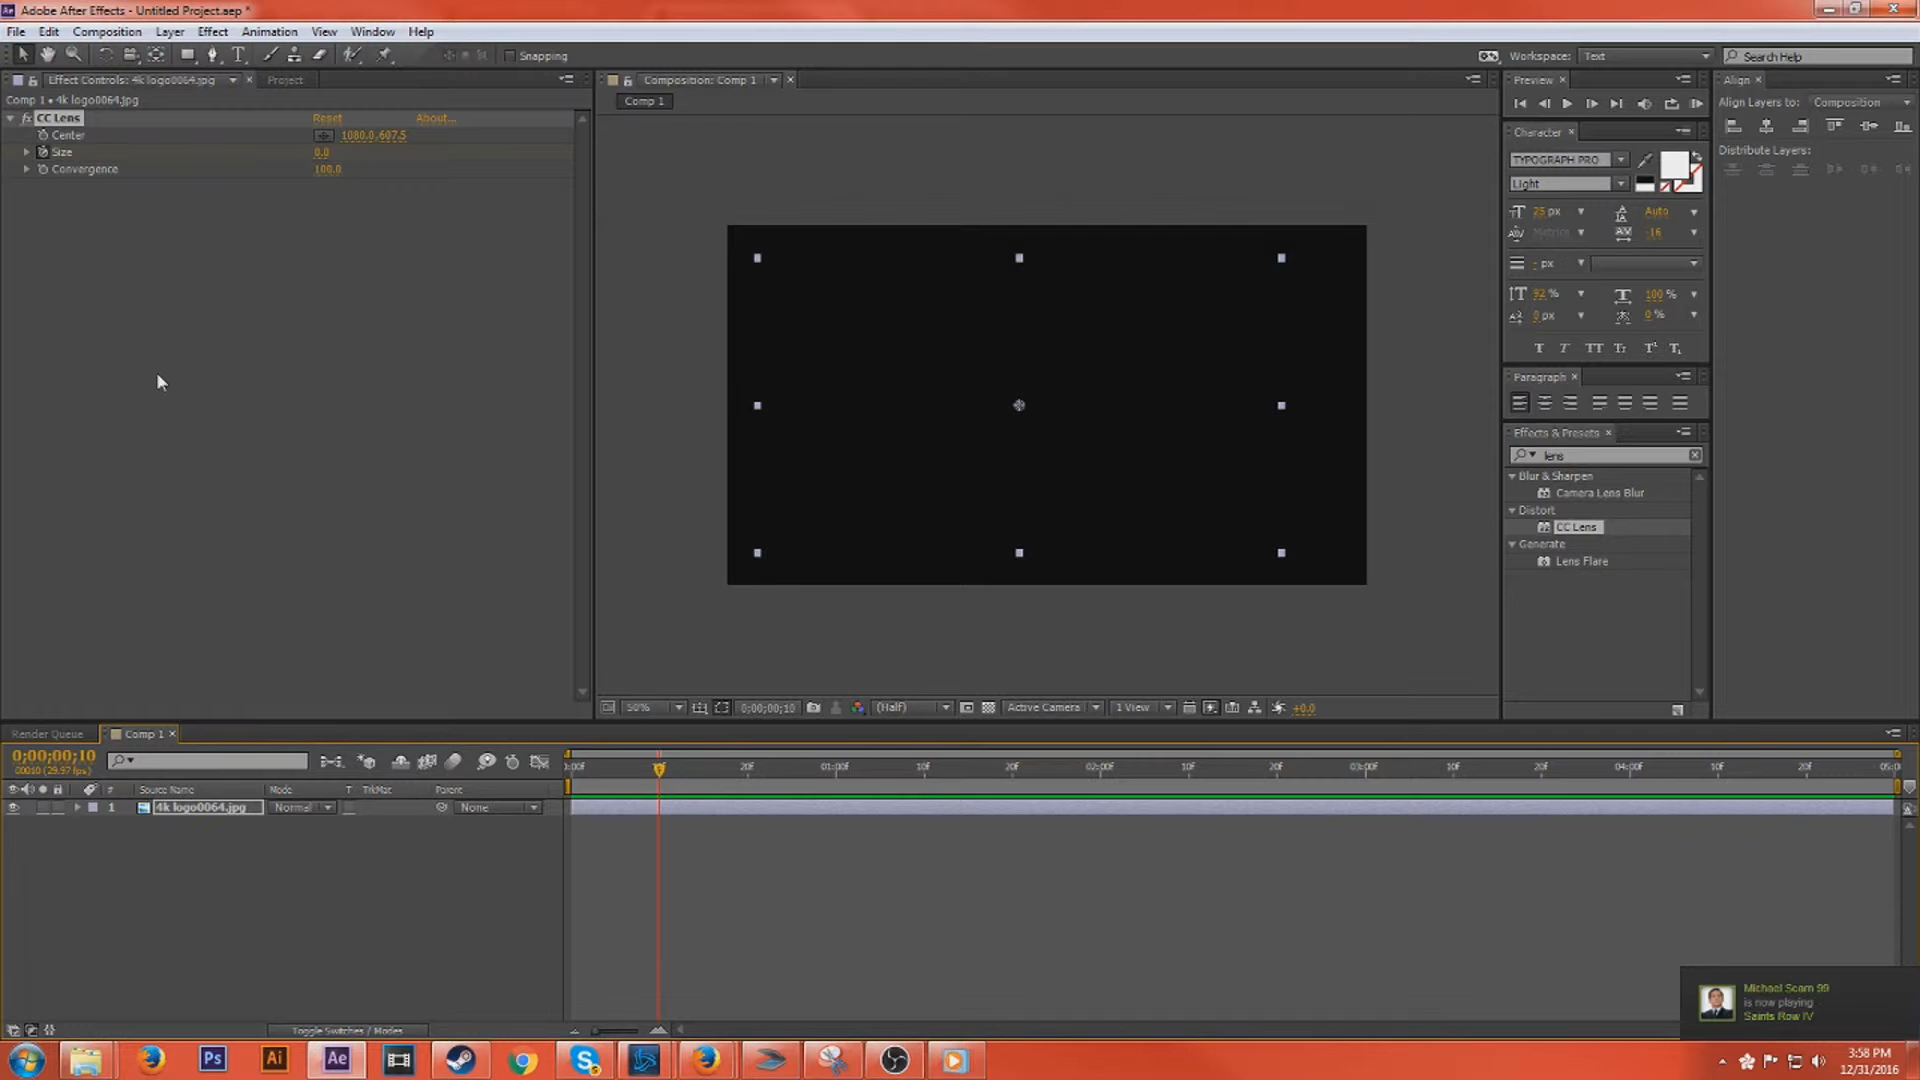 Adobe After Effects - Untitled Project.aep *
File Edit Composition Layer Effect Animation View Window Help
Snapping
Workspace: Text
Search Help
Effect Controls: 4k logo0064.jpg
Project
Composition: Comp 1
Preview
Align
Comp 1 • 4k logo0064.jpg
Comp 1
Align Layers to: Composition
fx CC Lens Reset About...
Center 1080.0,607.5
Size 0.0
Convergence 100.0
Character
Distribute Layers:
TYPOGRAPH PRO
Light
25 px Auto
Metrics -16
- px
92 % 100 %
0 px 0 %
Paragraph
Effects & Presets
lens
Blur & Sharpen
Camera Lens Blur
Distort
CC Lens
Generate
Lens Flare
50% 0;00;00;10 (Half) Active Camera 1 View +0.0
Render Queue Comp 1
0;00;00;10
00010 (29.97 fps)
:00f 20f 01:00f 10f 20f 02:00f 10f 20f 03:00f 10f 20f 04:00f 10f 20f 05:0
# Source Name Mode T TrkMat Parent
1 4k logo0064.jpg Normal None
Toggle Switches / Modes
Michael Scam 99
is now playing
Saints Row IV
Ps Ai Ae
3:58 PM
12/31/2016